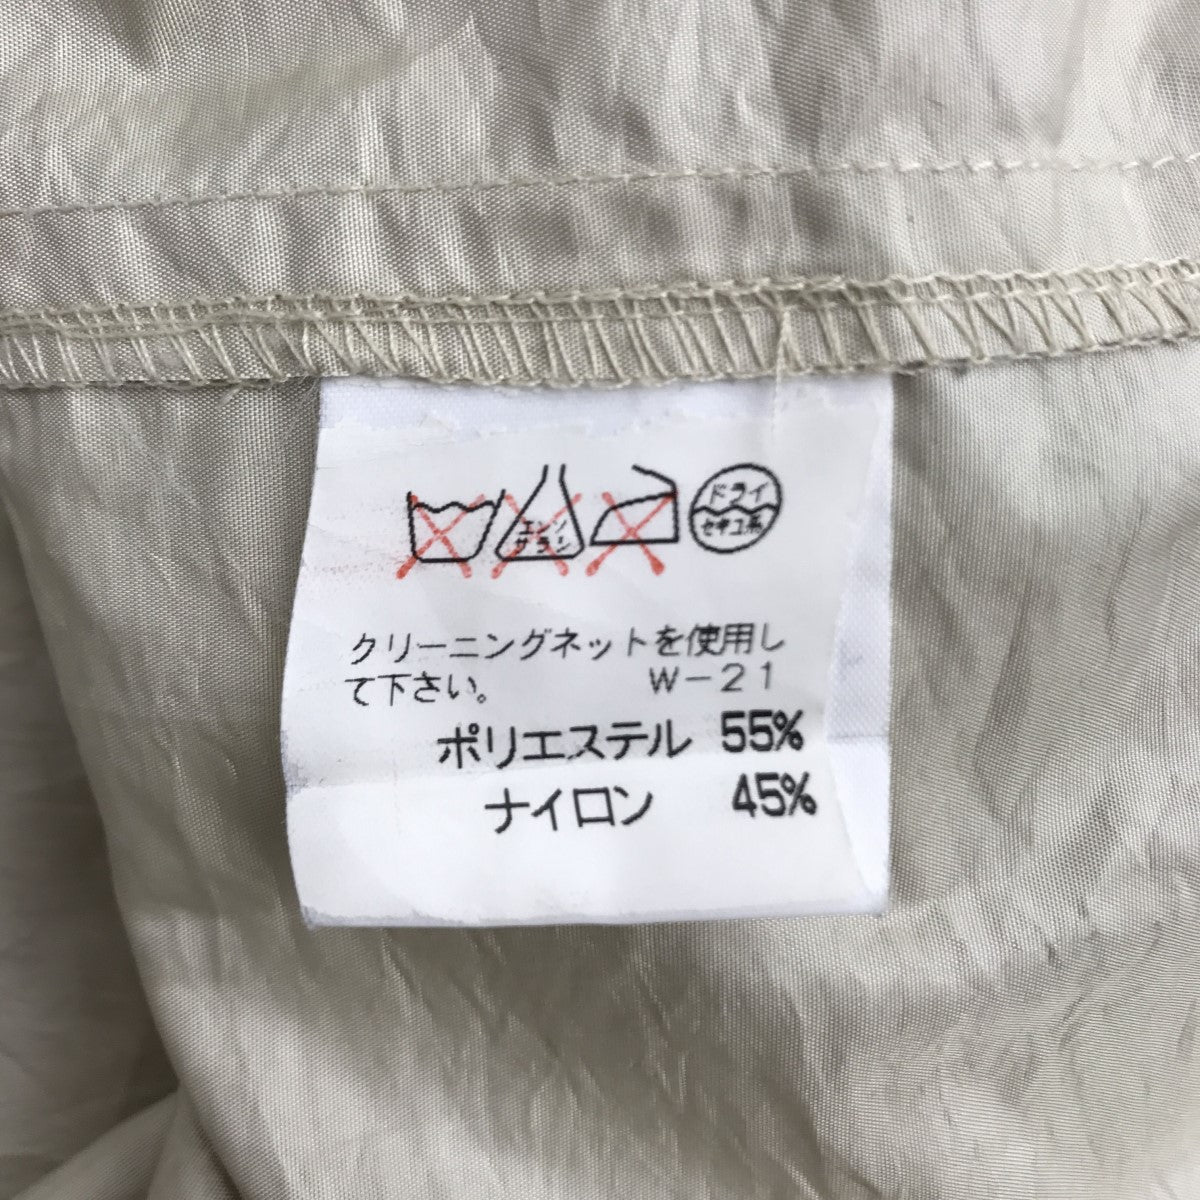 エンソ
サラシ
ドライ
セキユ系
クリーニングネットを使用し
て下さい。 W-21
ポリエステル 55%
ナイロン 45%